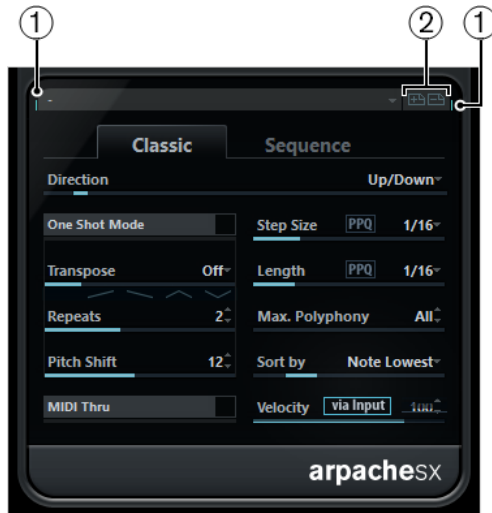 1 2 1
-
Classic Sequence
Direction Up/Down
One Shot Mode Step Size PPQ 1/16
Transpose Off Length PPQ 1/16
Repeats 2 Max. Polyphony All
Pitch Shift 12 Sort by Note Lowest
MIDI Thru Velocity via Input 100
arpacheSX